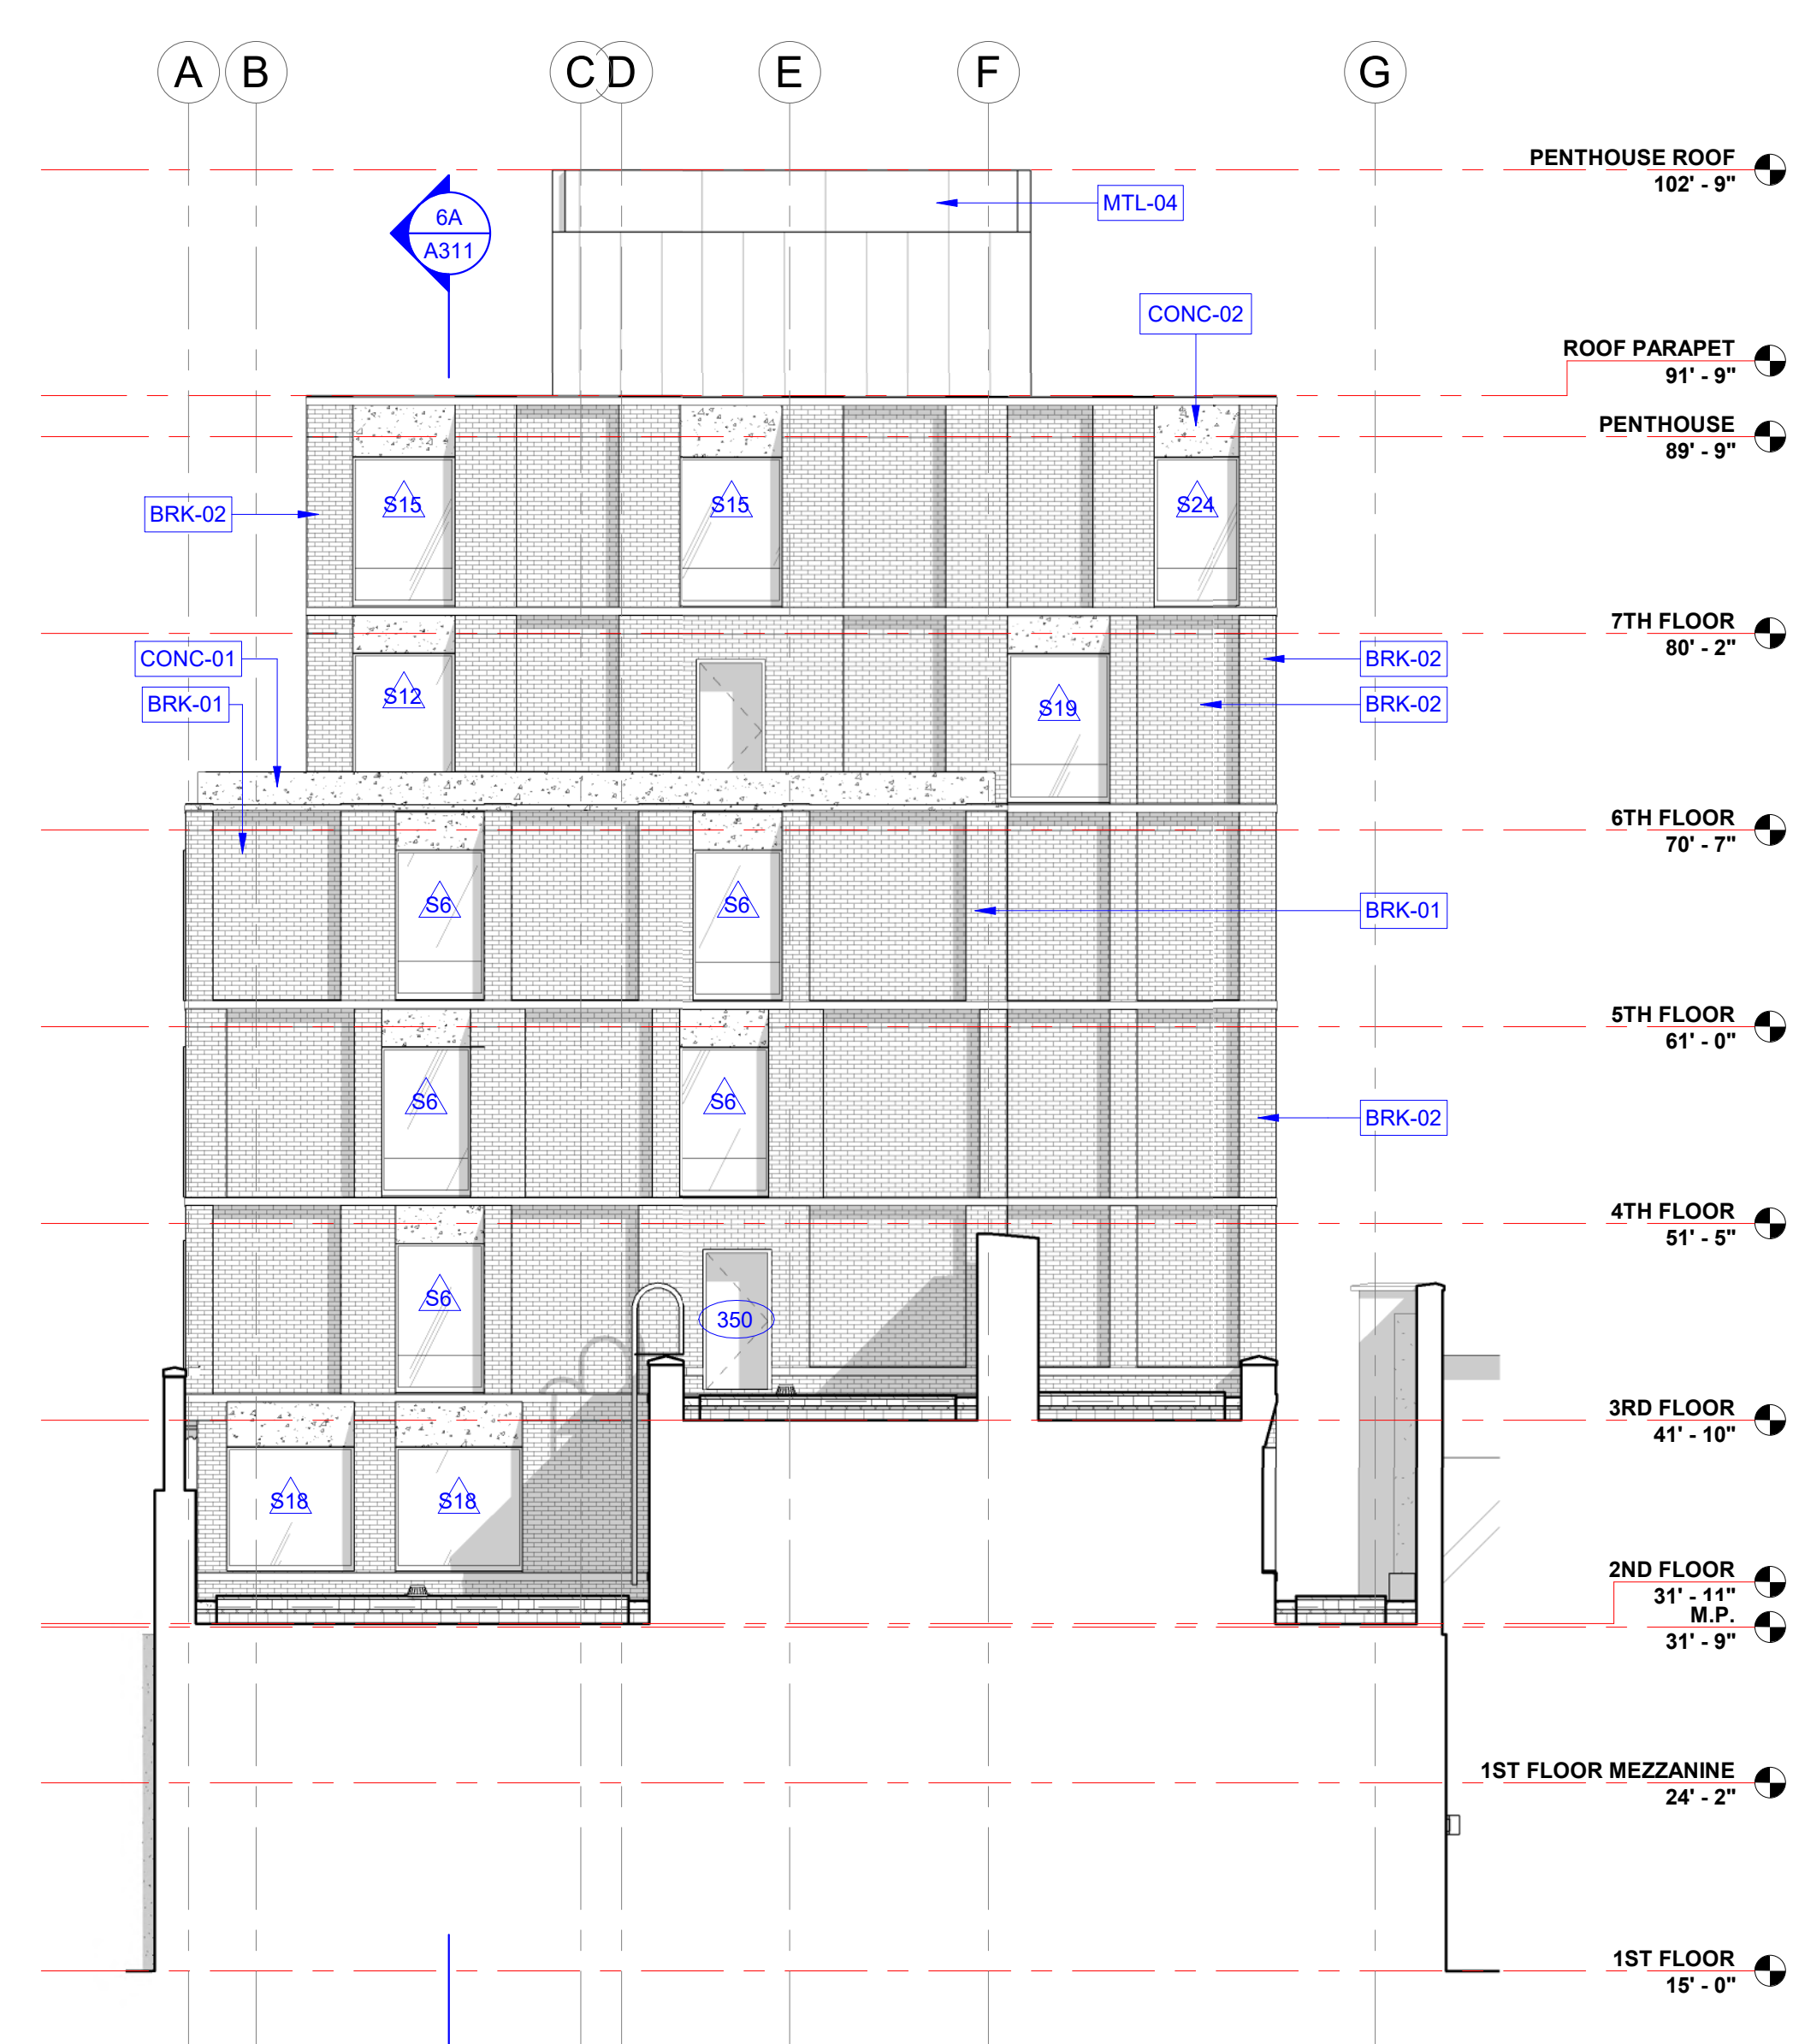 A B C D E F G
PENTHOUSE ROOF
102' - 9"
MTL-04
6A
A311
CONC-02
ROOF PARAPET
91' - 9"
PENTHOUSE
89' - 9"
S15 S15 S24
BRK-02
7TH FLOOR
80' - 2"
CONC-01
BRK-02
S12
BRK-01
S19
BRK-02
6TH FLOOR
70' - 7"
S6 S6
BRK-01
5TH FLOOR
61' - 0"
S6 S6
BRK-02
4TH FLOOR
51' - 5"
S6
350
3RD FLOOR
41' - 10"
S18 S18
2ND FLOOR
31' - 11"
M.P.
31' - 9"
1ST FLOOR MEZZANINE
24' - 2"
1ST FLOOR
15' - 0"